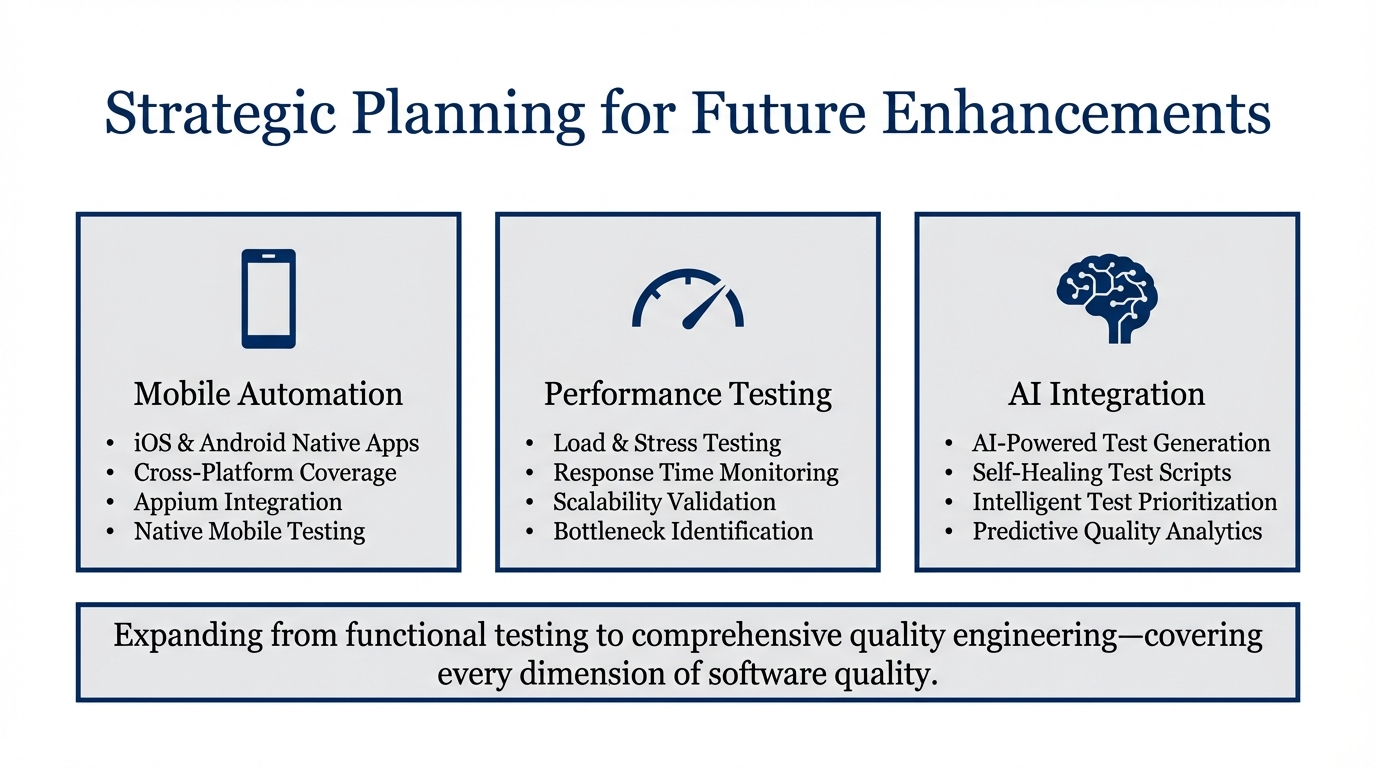 Strategic Planning for Future Enhancements
Mobile Automation
• iOS & Android Native Apps
• Cross-Platform Coverage
• Appium Integration
• Native Mobile Testing
Performance Testing
• Load & Stress Testing
• Response Time Monitoring
• Scalability Validation
• Bottleneck Identification
AI Integration
• AI-Powered Test Generation
• Self-Healing Test Scripts
• Intelligent Test Prioritization
• Predictive Quality Analytics
Expanding from functional testing to comprehensive quality engineering—covering
every dimension of software quality.